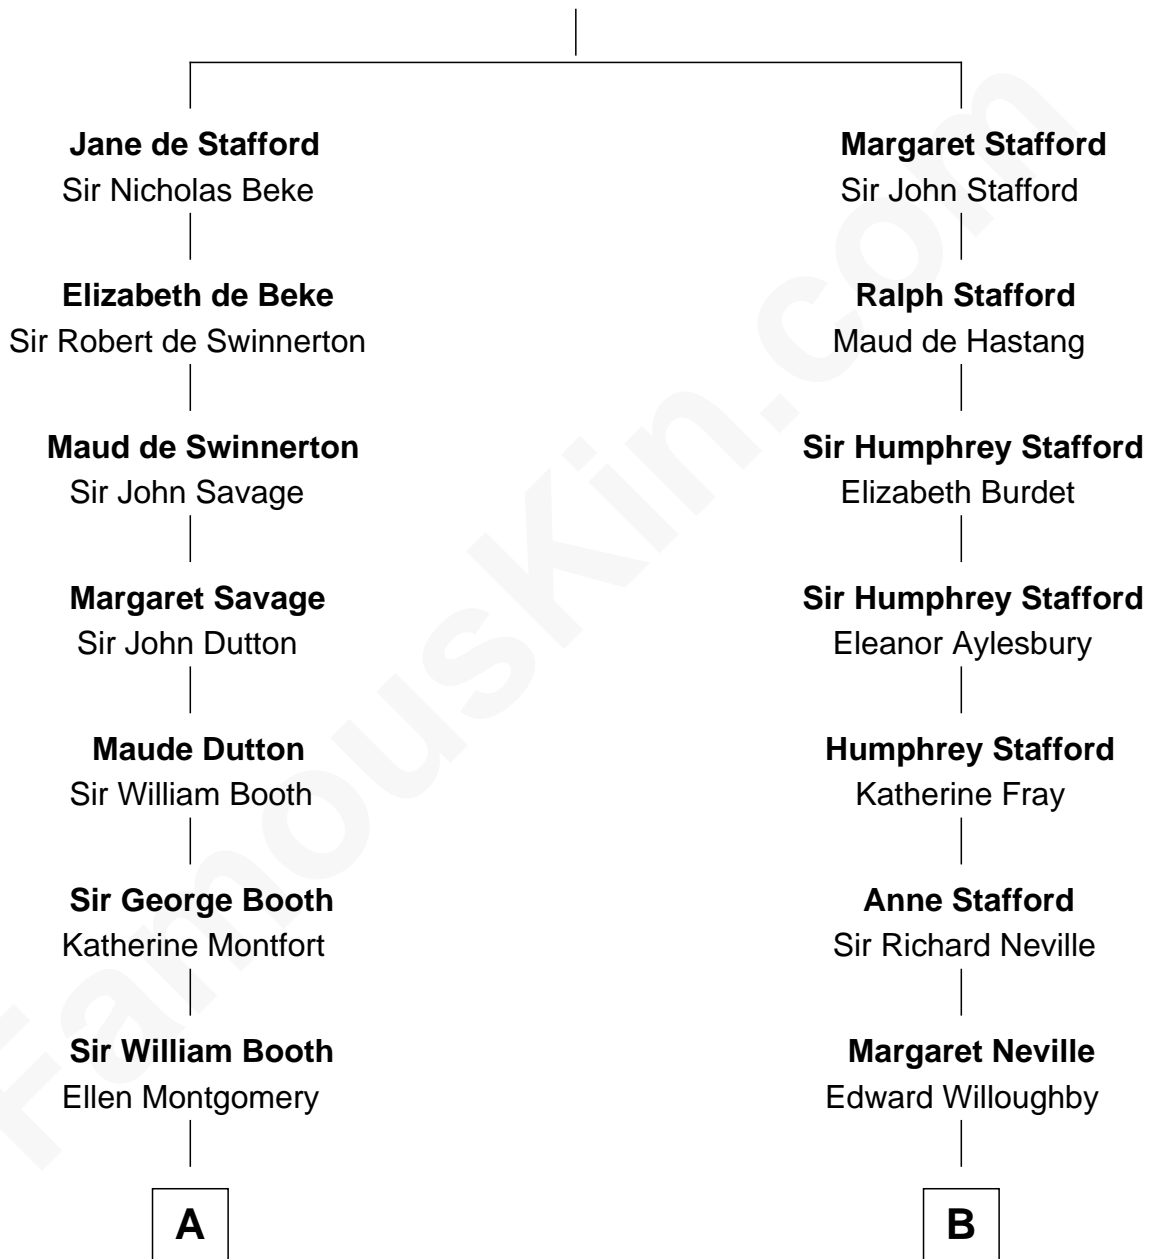 Jane de Stafford
Sir Nicholas Beke
Elizabeth de Beke
Sir Robert de Swinnerton
Maud de Swinnerton
Sir John Savage
Margaret Savage
Sir John Dutton
Maude Dutton
Sir William Booth
Sir George Booth
Katherine Montfort
Sir William Booth
Ellen Montgomery
A
Margaret Stafford
Sir John Stafford
Ralph Stafford
Maud de Hastang
Sir Humphrey Stafford
Elizabeth Burdet
Sir Humphrey Stafford
Eleanor Aylesbury
Humphrey Stafford
Katherine Fray
Anne Stafford
Sir Richard Neville
Margaret Neville
Edward Willoughby
B
FamousKin.com